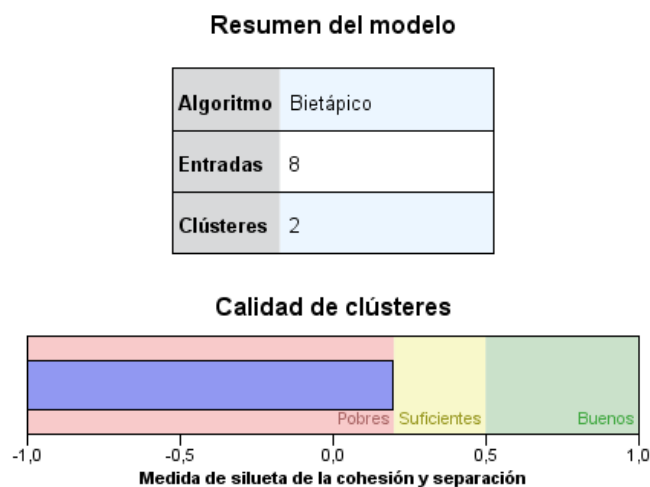 Resumen del modelo
Algoritmo Bietápico
Entradas 8
Clústeres 2
Calidad de clústeres
Pobres Suficientes Buenos
-1,0 -0,5 0,0 0,5 1,0
Medida de silueta de la cohesión y separación